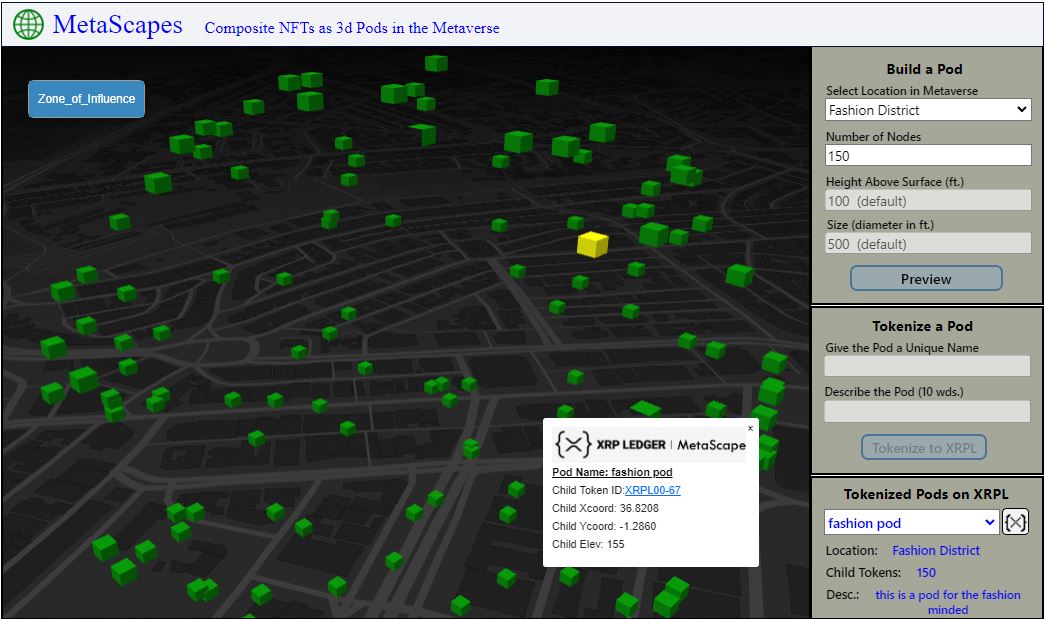 MetaScapes
Composite NFTs as 3d Pods in the Metaverse
Zone_of_Influence
Build a Pod
Select Location in Metaverse
Fashion District
Number of Nodes
150
Height Above Surface (ft.)
100 (default)
Size (diameter in ft.)
500 (default)
Preview
Tokenize a Pod
Give the Pod a Unique Name
Describe the Pod (10 wds.)
Tokenize to XRPL
Tokenized Pods on XRPL
fashion pod
Location: Fashion District
Child Tokens: 150
Desc.: this is a pod for the fashion
minded
×
{X} XRP LEDGER | MetaScape
Pod Name: fashion pod
Child Token ID:XRPL00-67
Child Xcoord: 36.8208
Child Ycoord: -1.2860
Child Elev: 155